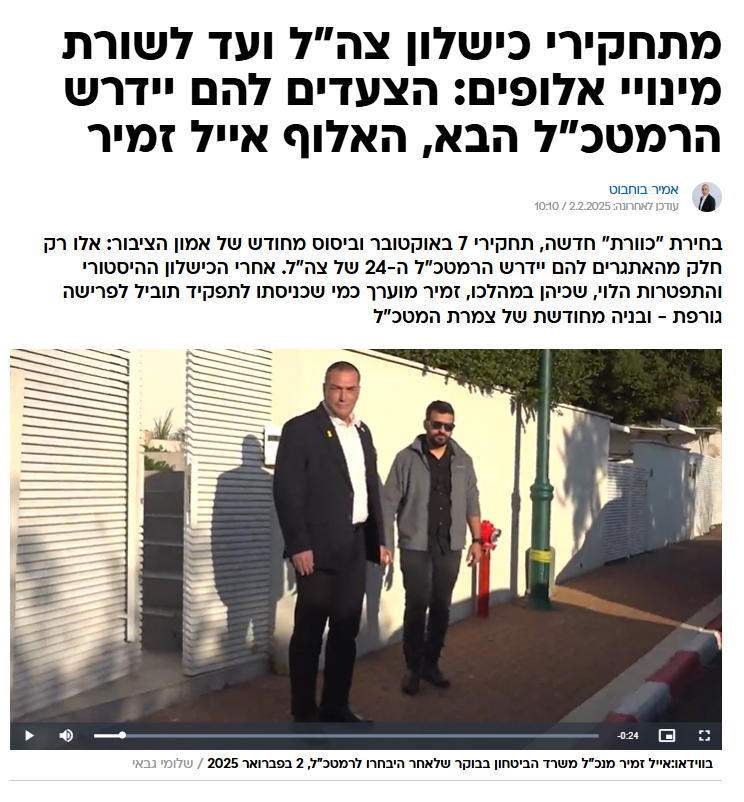 מתחקירי כישלון צה"ל ועד לשורת
מינויי אלופים: הצעדים להם יידרש
הרמטכ"ל הבא, האלוף אייל זמיר
אמיר בוחבוט
עודכן לאחרונה: 2.2.2025 / 10:10
בחירת "כוורת" חדשה, תחקירי 7 באוקטובר וביסוס מחודש של אמון הציבור: אלו רק
חלק מהאתגרים להם יידרש הרמטכ"ל ה-24 של צה"ל. אחרי הכישלון ההיסטורי
והתפטרות הלוי, שכיהן במהלכו, זמיר מוערך כמי שכניסתו לתפקיד תוביל לפרישה
גורפת - ובניה מחודשת של צמרת המטכ"ל
-0:24
בווידאו:אייל זמיר מנכ"ל משרד הביטחון בבוקר שלאחר היבחרו לרמטכ"ל, 2 בפברואר 2025 / שלומי גבאי